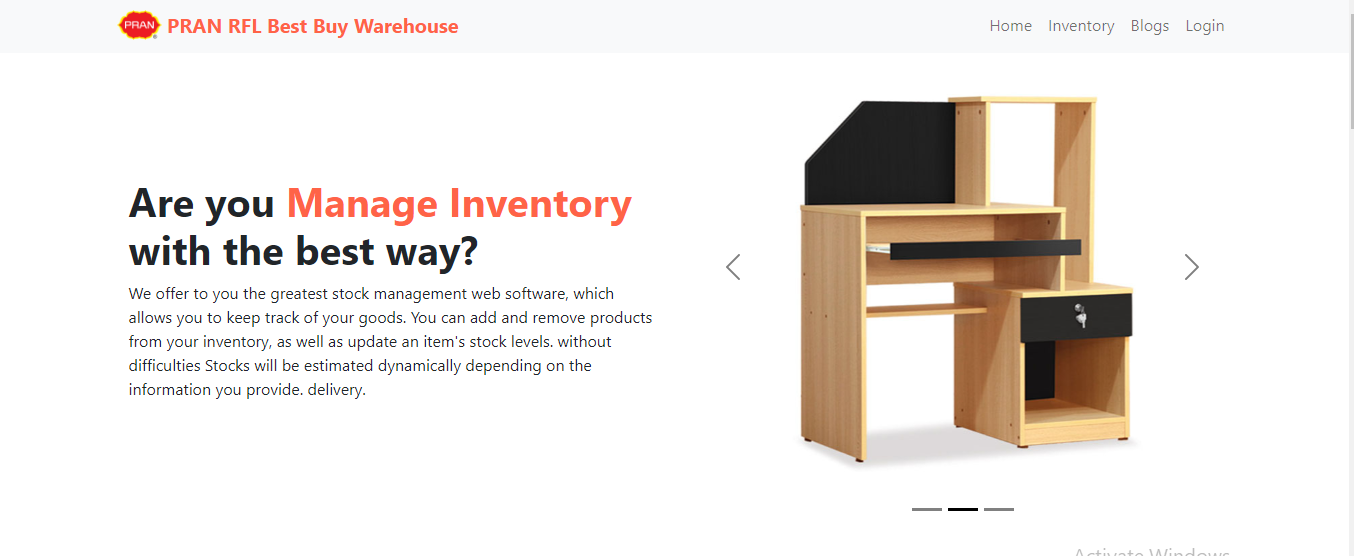 PRAN
PRAN RFL Best Buy Warehouse
Home Inventory Blogs Login
Are you Manage Inventory
with the best way?
We offer to you the greatest stock management web software, which
allows you to keep track of your goods. You can add and remove products
from your inventory, as well as update an item's stock levels. without
difficulties Stocks will be estimated dynamically depending on the
information you provide. delivery.
Activate Windows